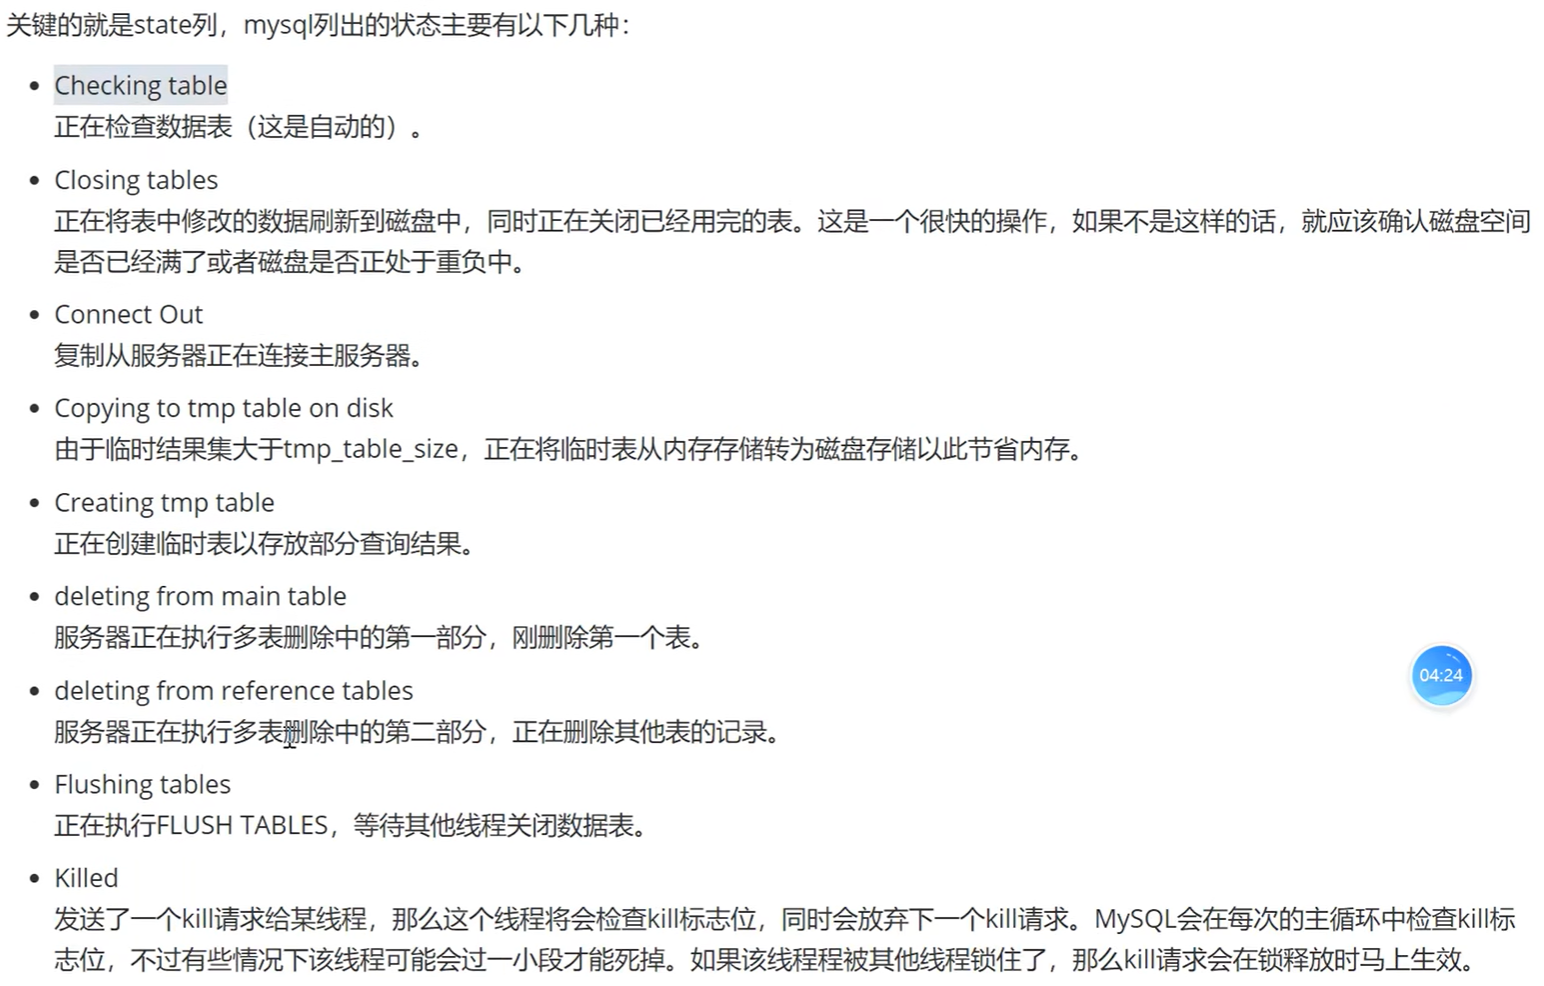 关键的就是state列，mysql列出的状态主要有以下几种：
Checking table
正在检查数据表（这是自动的）。
Closing tables
正在将表中修改的数据刷新到磁盘中，同时正在关闭已经用完的表。这是一个很快的操作，如果不是这样的话，就应该确认磁盘空间
是否已经满了或者磁盘是否正处于重负中。
Connect Out
复制从服务器正在连接主服务器。
Copying to tmp table on disk
由于临时结果集大于tmp_table_size，正在将临时表从内存存储转为磁盘存储以此节省内存。
Creating tmp table
正在创建临时表以存放部分查询结果。
deleting from main table
服务器正在执行多表删除中的第一部分，刚删除第一个表。
deleting from reference tables
服务器正在执行多表删除中的第二部分，正在删除其他表的记录。
04:24
Flushing tables
正在执行FLUSH TABLES，等待其他线程关闭数据表。
Killed
发送了一个kill请求给某线程，那么这个线程将会检查kill标志位，同时会放弃下一个kill请求。MySQL会在每次的主循环中检查kill标
志位，不过有些情况下该线程可能会过一小段才能死掉。如果该线程程被其他线程锁住了，那么kill请求会在锁释放时马上生效。